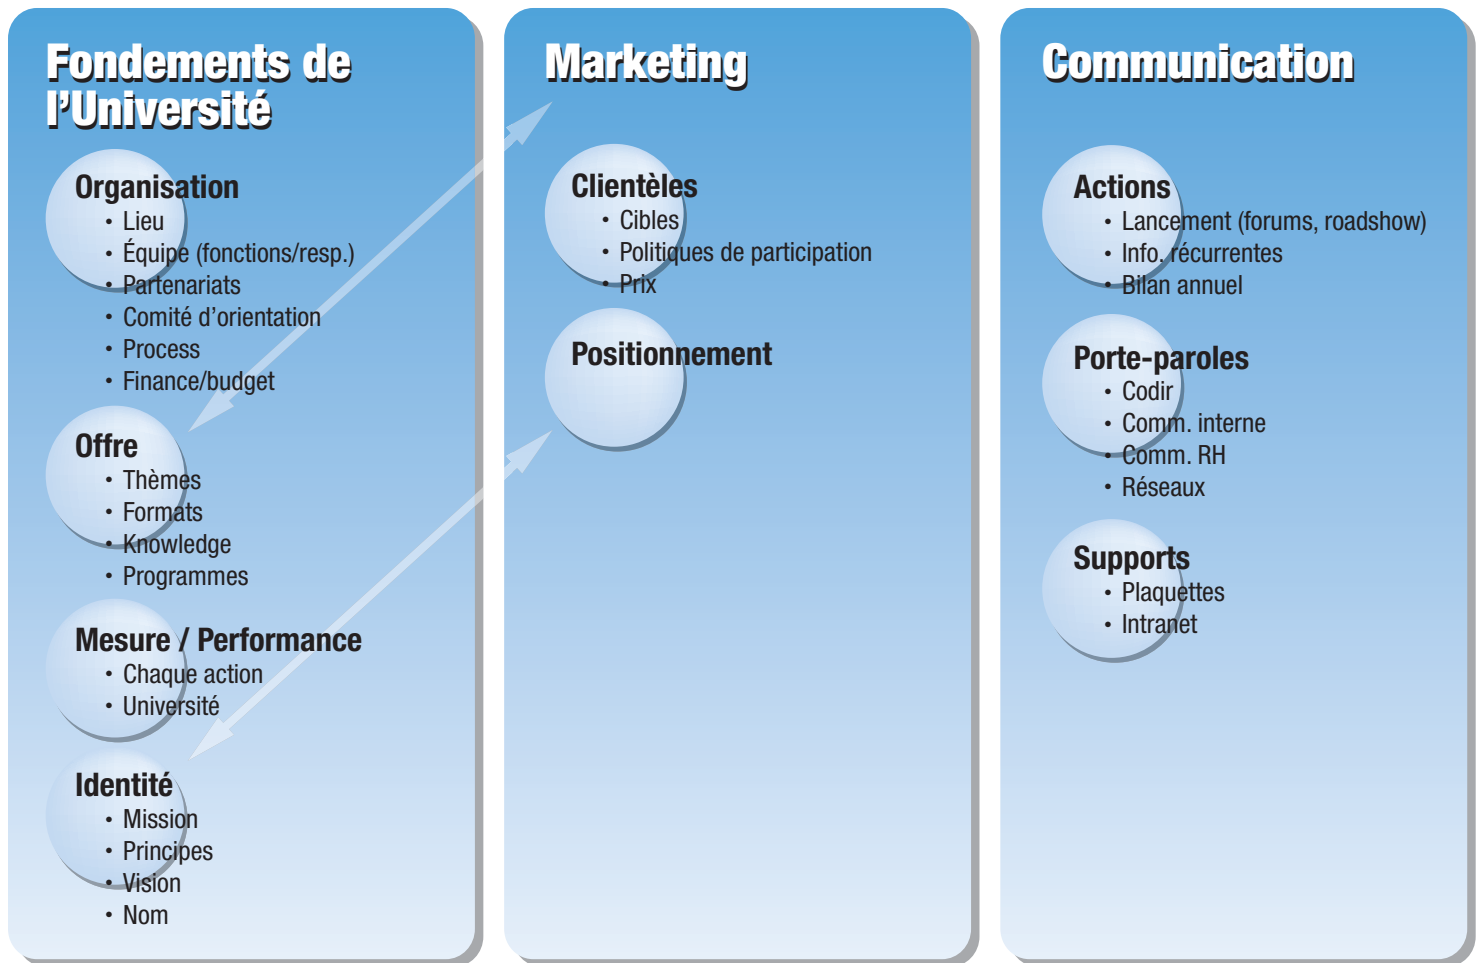 Fondements de
l’Université
Organisation
• Lieu
• Équipe (fonctions/resp.)
• Partenariats
• Comité d’orientation
• Process
• Finance/budget
Offre
• Thèmes
• Formats
• Knowledge
• Programmes
Mesure / Performance
• Chaque action
• Université
Identité
• Mission
• Principes
• Vision
• Nom
Marketing
Clientèles
• Cibles
• Politiques de participation
• Prix
Positionnement
Communication
Actions
• Lancement (forums, roadshow)
• Info. récurrentes
• Bilan annuel
Porte-paroles
• Codir
• Comm. interne
• Comm. RH
• Réseaux
Supports
• Plaquettes
• Intranet